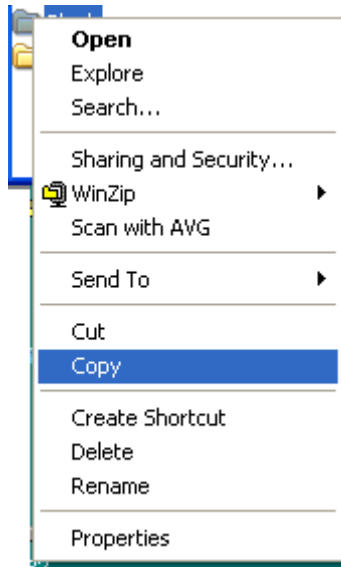 Open
Explore
Search...
Sharing and Security...
WinZip
Scan with AVG
Send To
Cut
Copy
Create Shortcut
Delete
Rename
Properties